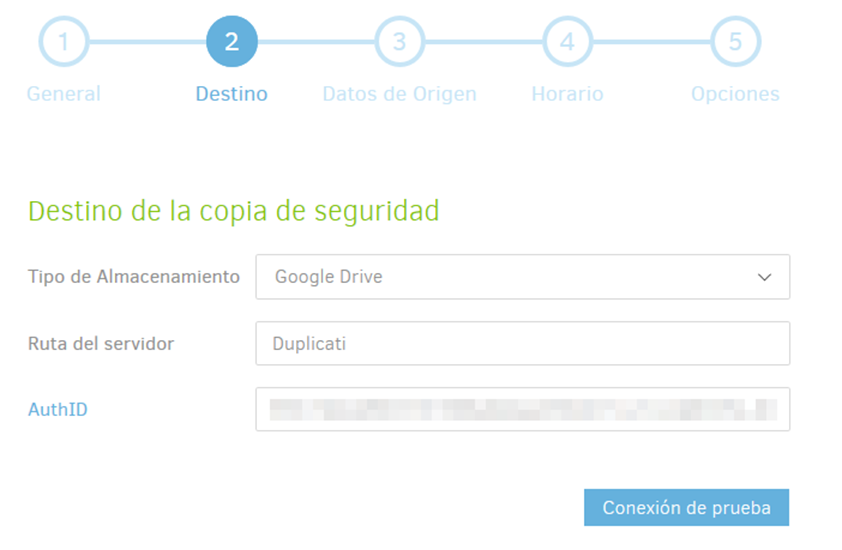 1 2 3 4 5
General Destino Datos de Origen Horario Opciones
Destino de la copia de seguridad
Tipo de Almacenamiento Google Drive
Ruta del servidor Duplicati
AuthID
Conexión de prueba